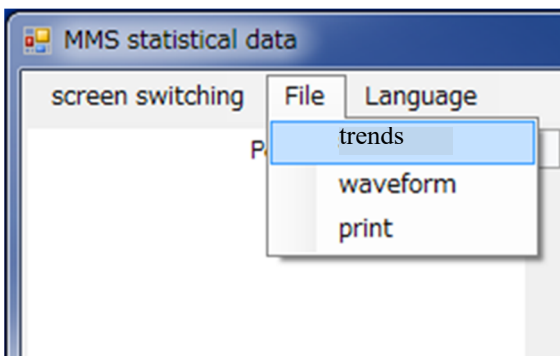 MMS statistical data
screen switching File Language
trends
waveform
print